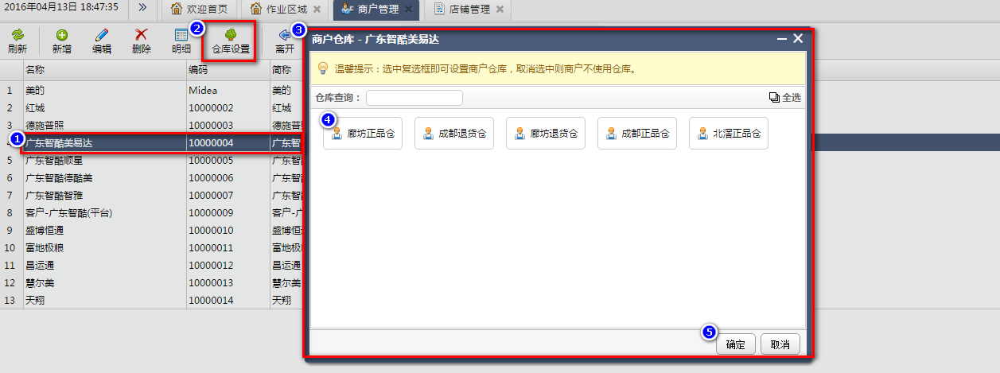 2016年04月13日 18:47:35 » 欢迎首页 作业区域 商户管理 店铺管理
刷新 新增 编辑 删除 明细 2 仓库设置 离开 3
商户仓库 - 广东智酷美易达
温馨提示：选中复选框即可设置商户仓库，取消选中则商户不使用仓库。
仓库查询： 全选
4 廊坊正品仓 成都退货仓 廊坊退货仓 成都正品仓 北滘正品仓
5 确定 取消
名称 编码 简称
1 美的 Midea 美的
2 红城 10000002 红城
3 德施普照 10000003 德施普
1 4 广东智酷美易达 10000004 广东智
5 广东智酷顺星 10000005 广东智
6 广东智酷德酷美 10000006 广东智
7 广东智酷智雅 10000007 广东智
8 客户-广东智酷(平台) 10000009 客户-广
9 盛博恒通 10000010 盛博恒
10 富地极粮 10000011 富地极
11 昌运通 10000012 昌运通
12 慧尔美 10000013 慧尔美
13 天翔 10000014 天翔